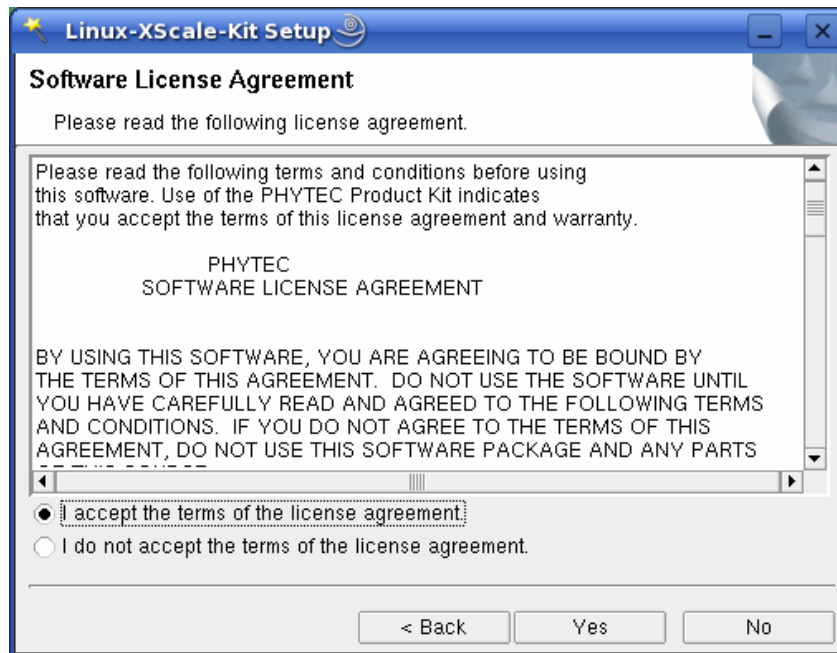 Linux-XScale-Kit Setup
Software License Agreement
Please read the following license agreement.
Please read the following terms and conditions before using
this software. Use of the PHYTEC Product Kit indicates
that you accept the terms of this license agreement and warranty.
PHYTEC
SOFTWARE LICENSE AGREEMENT
BY USING THIS SOFTWARE, YOU ARE AGREEING TO BE BOUND BY
THE TERMS OF THIS AGREEMENT. DO NOT USE THE SOFTWARE UNTIL
YOU HAVE CAREFULLY READ AND AGREED TO THE FOLLOWING TERMS
AND CONDITIONS. IF YOU DO NOT AGREE TO THE TERMS OF THIS
AGREEMENT, DO NOT USE THIS SOFTWARE PACKAGE AND ANY PARTS
I accept the terms of the license agreement.
I do not accept the terms of the license agreement.
< Back Yes No